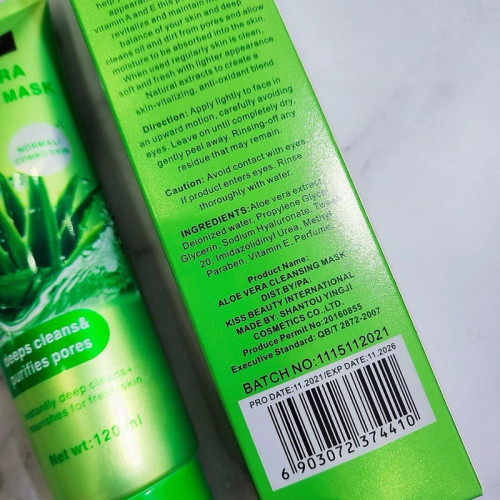 RA
MASK
NORMAL/
COMBO SKIN
deeps cleans&
purifies pores
instantly deep cleans+
nourishes for fresh skin
Net wt:120 ml
vitamin A and E this p
revitalize and maintain
balance of your skin and deep
cleans oil and dirt from pores and allow
moisture to be absorbed into the skin.
When used regularly skin is clean,
soft and fresh with lighter appearance,
Natural extracts to create a
skin-vitalizing, anti-oxidant blend.
Direction: Apply lightly to face in
an upward motion, carefully avoiding
eyes. Leave on until completely dry,
gently peel away. Rinsing-off any
residue that may remain.
Caution: Avoid contact with eyes.
If product enters eyes, Rinse
thoroughly with water.
INGREDIENTS:Aloe vera extract,
Deionized water, Propylene Glycol,
Glycerin, Sodium Hyaluronate,
20, Imidazolidinyl Urea, Methyl
Paraben, Vitamin E, Perfume.
Product Name:
ALOE VERA CLEANSING MASK
DIST BY/PA:
KISS BEAUTY INTERNATIONAL
MADE BY: SHANTOU YINGJI
COSMETICS CO.,LTD.
Produce Permit No:20160855
Executive Standard- QB/T 2872-2007
BATCH NO:1115112021
PRO DATE:11.2021/EXP DATE:11.2026
6 903072 374410